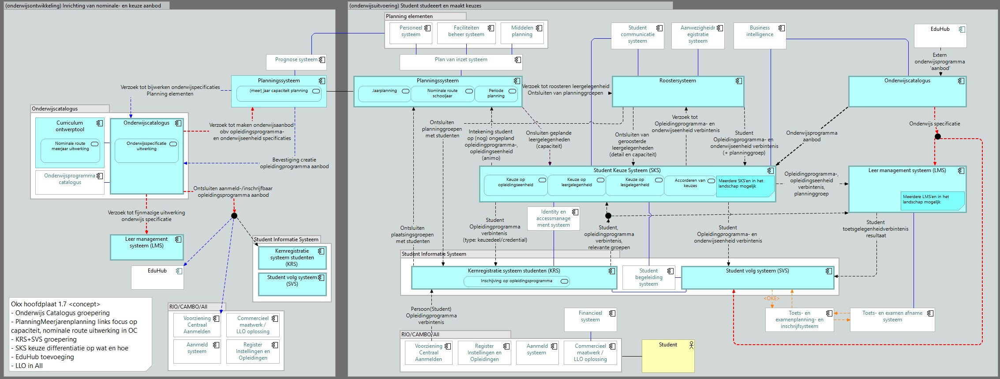 (onderwijsontwikkeling) Inrichting van nominale- en keuze aanbod
Prognose systeem
Planningssysteem
(meer) jaar capaciteit planning
Verzoek tot bijwerken onderwijsspecificaties
Planning elementen
Onderwijscatalogus
Curriculum
ontwerptool
Nominale route
meerjaar uitwerking
Onderwijscatalogus
Onderwijsspecificatie
uitwerking
Onderwijsprogramma
catalogus
Verzoek tot maken onderwijsaanbod
obv opleidingsprogramma-
en onderwijseenheid specificaties
Bevestiging creatie
opleidingprogramma aanbod
Ontsluiten aanmeld-/inschrijfbaar
opleidingsprogramma aanbod
Verzoek tot fijnmazige uitwerking
onderwijs specificatie
Leer management
systeem (LMS)
EduHub
Student Informatie Systeem
Kernregistratie
systeem studenten
(KRS)
Student volg systeem
(SVS)
RIO/CAMBO/AII
Voorziening
Centraal
Aanmelden
Commercieel
maatwerk /
LLO oplossing
Aanmeld
systeem
Register
Instellingen en
Opleidingen
Okx hoofdplaat 1.7 <concept>
- Onderwijs Catalogus groepering
- PlanningMeerjarenplanning links focus op
capaciteit, nominale route uitwerking in OC
- KRS+SVS groepering
- SKS keuze differentiatie op wat en hoe
- EduHub toevoeging
- LLO in AII
(onderwijsuitvoering) Student studeeert en maakt keuzes
Planning elementen
Personeel
systeem
Faciliteiten
beheer systeem
Middelen
planning
Plan van inzet systeem
Student
communicatie
systeem
Aanwezigheidr
egistratie
systeem
Business
intelligence
EduHub
Extern
onderwijsprogramma
'aanbod'
Planningssysteem
Jaarplanning
Nominale route
schooljaar
Periode
planning
Verzoek tot roosteren leergelegenheid
Ontsluiten van planninggroepen
Roostersysteem
Onderwijscatalogus
Ontsluiten
planninggroepen
met studenten
Intekening student
op (nog) ongepland
opleidingprogramma-,
opleidingseenheid
(animo)
Onsluiten geplande
leergelegenheden
(capaciteit)
Ontsluiten van
geroosterde
leergelegenheden
(detail en capaciteit)
Verzoek tot
Opleidingprogramma- en
onderwijseenheid verbintenis
Student
Opleidingprogramma- en
onderwijseenheid verbintenis
(+ planninggroep)
Onderwijsprogramma
aanbod
Onderwijs specificatie
Student Keuze Systeem (SKS)
Keuze op
opleidingseenheid
Keuze op
leergelegenheid
Keuze op
lesgelegenheid
Accorderen van
keuzes
Meerdere SKS'en in het
landschap mogelijk
Opleidingprogramma-,
opleidingseenheid
verbintenis,
planninggroep
Leer management systeem (LMS)
Meerdere LMS'en in het
landschap mogelijk
Identity en
accessmanage
ment systeem
Ontsluiten
plaatsingsgroepen
met studenten
Student
Opleidingprogramma
verbintenis
(type: keuzedeel/credential)
Student,
opleidingprogramma
verbintenis,
relevante groepen
Student
Opleidingprogramma- en
onderwijseenheid verbintenis
Student
toetsgelegenheidverbintenis
resultaat
Student Informatie Systeem
Kernregistratie systeem studenten (KRS)
Inschijving op opleidingsprogramma
Student
begeleiding
systeem
Student volg systeem (SVS)
<OKE>
Toets- en
examenplanning- en
inschrijfsysteem
Toets- en examen afname
systeem
Persoon(Student)
Opleidingprogramma
verbintenis
Financieel
systeem
RIO/CAMBO/AII
Voorziening
Centraal
Aanmelden
Register
Instellingen en
Opleidingen
Aanmeld
systeem
Commercieel
maatwerk /
LLO oplossing
Student